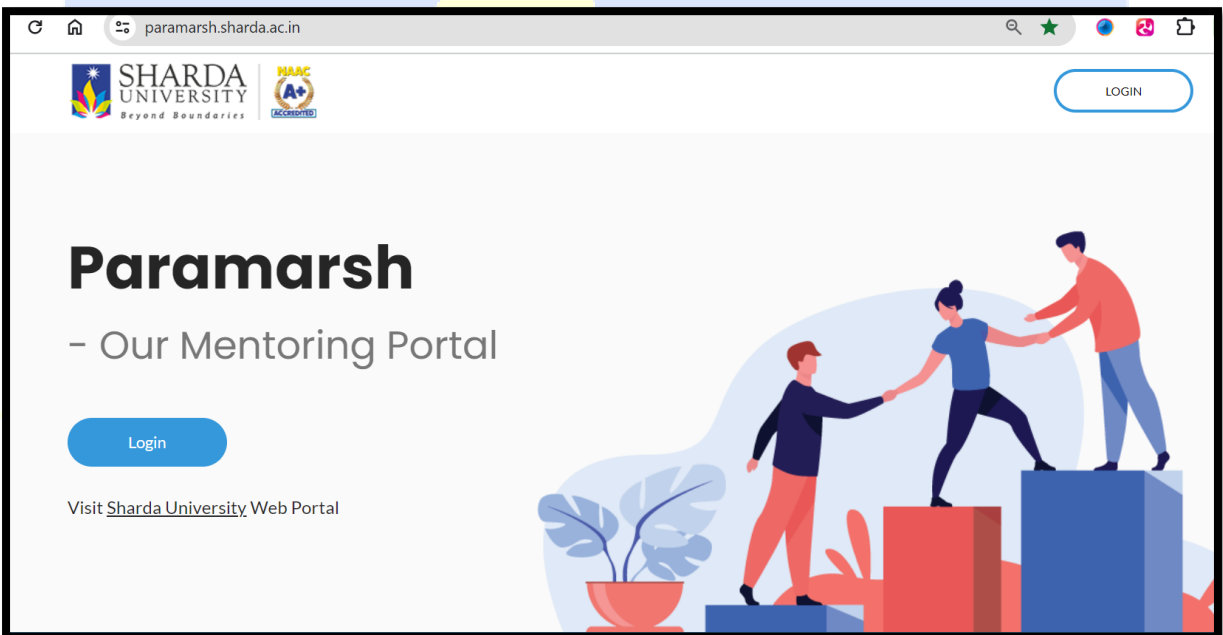 paramarsh.sharda.ac.in
SHARDA
UNIVERSITY
Beyond Boundaries
NAAC
A+
ACCREDITED
LOGIN
Paramarsh
- Our Mentoring Portal
Login
Visit Sharda University Web Portal